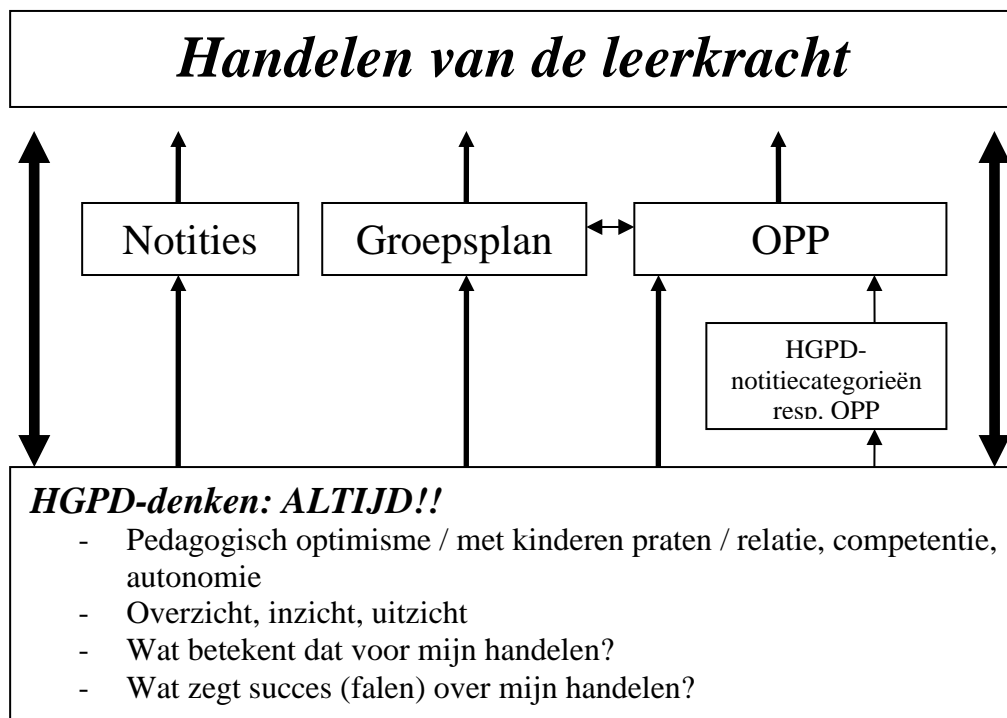 Handelen van de leerkracht
Notities
Groepsplan
OPP
HGPD-
notitiecategorieën
resp. OPP
HGPD-denken: ALTIJD!!
- Pedagogisch optimisme / met kinderen praten / relatie, competentie,
autonomie
- Overzicht, inzicht, uitzicht
- Wat betekent dat voor mijn handelen?
- Wat zegt succes (falen) over mijn handelen?